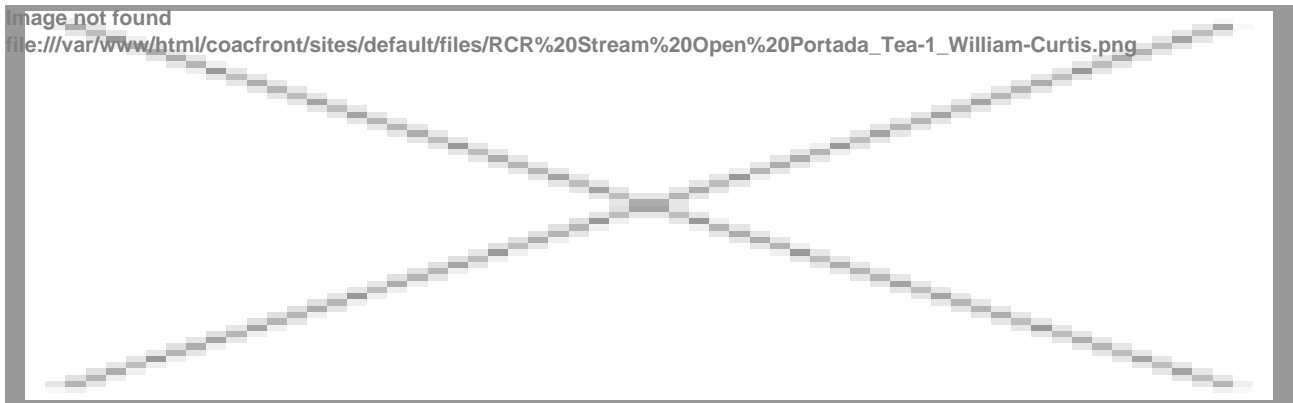 Image not found
file:///var/www/html/coacfront/sites/default/files/RCR%20Stream%20Open%20Portada_Tea-1_William-Curtis.png